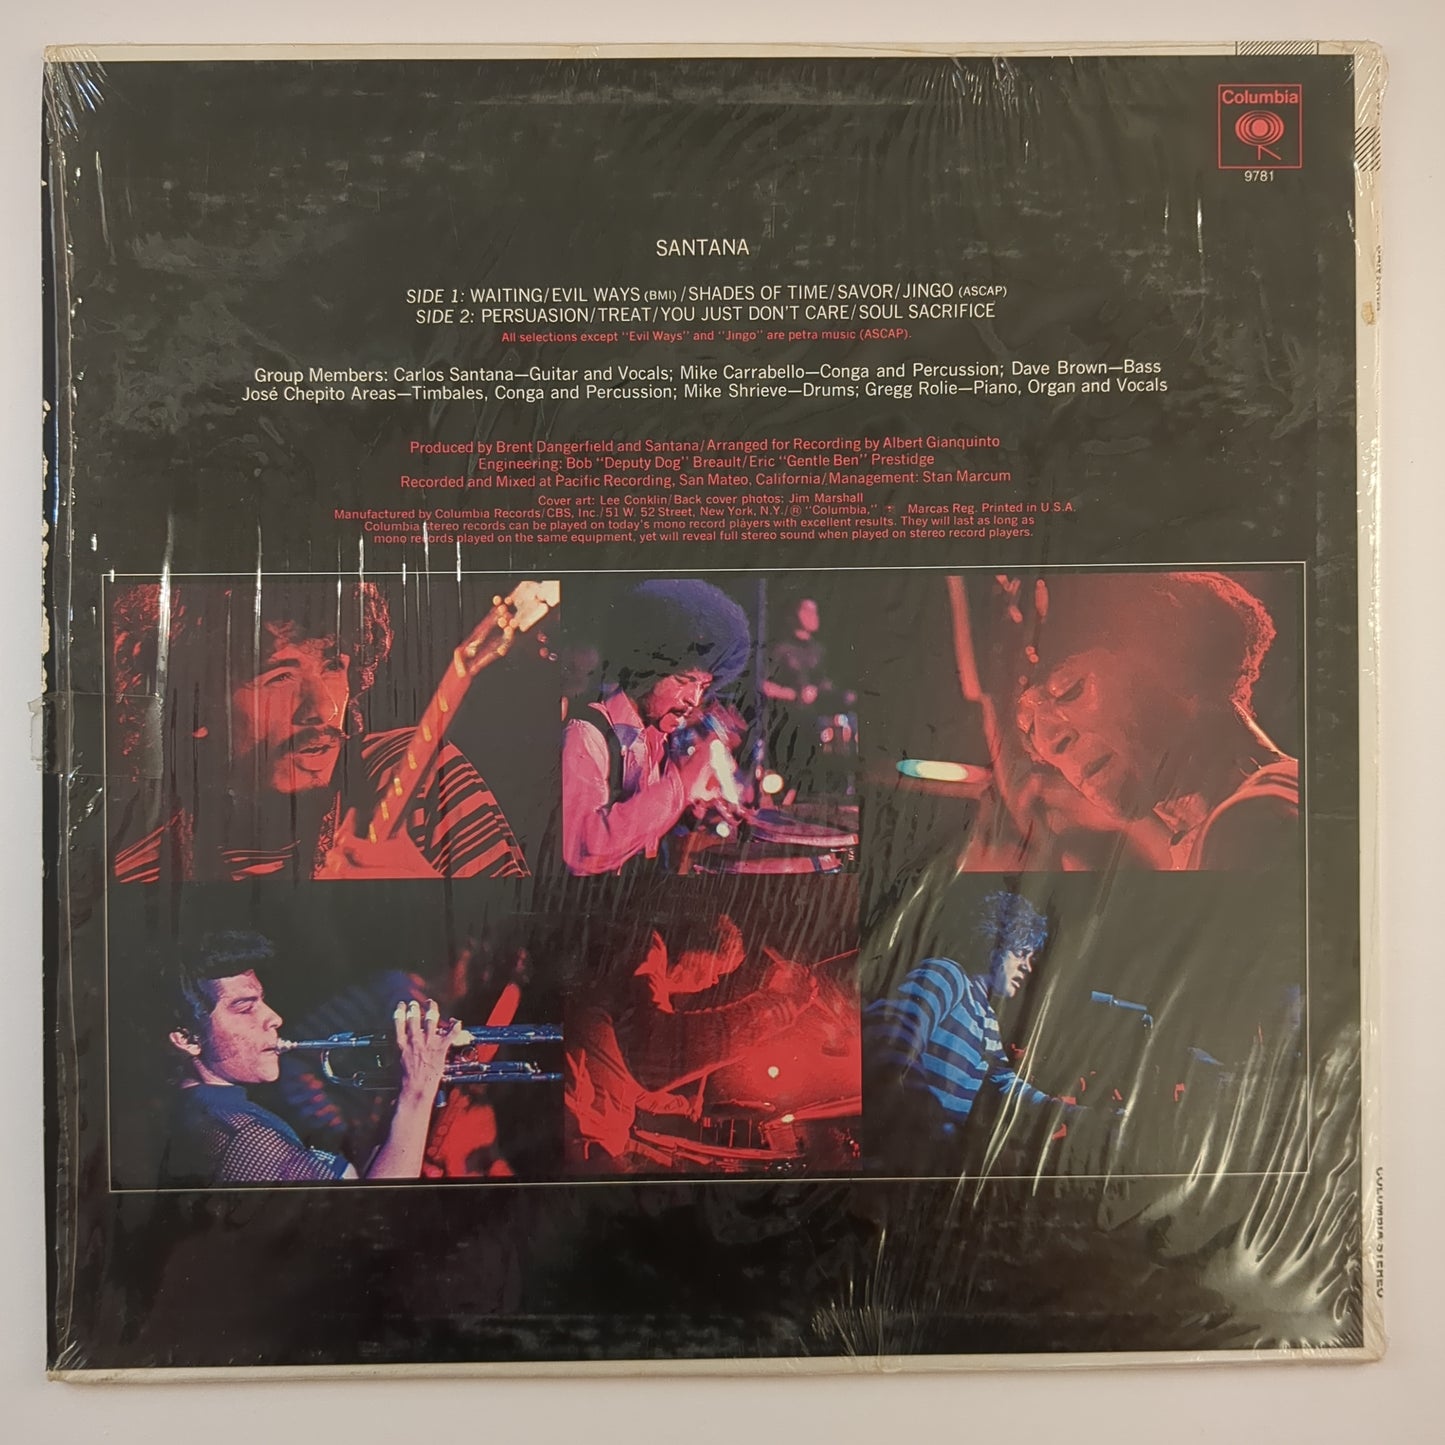 Columbia
9781
SANTANA
SIDE 1: WAITING/EVIL WAYS (BMI) /SHADES OF TIME/SAVOR/JINGO (ASCAP)
SIDE 2: PERSUASION/TREAT/YOU JUST DON'T CARE/SOUL SACRIFICE
All selections except "Evil Ways" and "Jingo" are petra music (ASCAP).
Group Members: Carlos Santana—Guitar and Vocals; Mike Carrabello—Conga and Percussion; Dave Brown—Bass
José Chepito Areas—Timbales, Conga and Percussion; Mike Shrieve—Drums; Gregg Rolie—Piano, Organ and Vocals
Produced by Brent Dangerfield and Santana/Arranged for Recording by Albert Gianquinto
Engineering: Bob "Deputy Dog" Breault/Eric "Gentle Ben" Prestidge
Recorded and Mixed at Pacific Recording, San Mateo, California/Management: Stan Marcum
Cover art: Lee Conklin/Back cover photos: Jim Marshall
Manufactured by Columbia Records/CBS, Inc./51 W. 52 Street, New York, N.Y./® "Columbia," Marcas Reg. Printed in U.S.A.
Columbia stereo records can be played on today's mono record players with excellent results. They will last as long as
mono records played on the same equipment, yet will reveal full stereo sound when played on stereo record players.
COLUMBIA STEREO